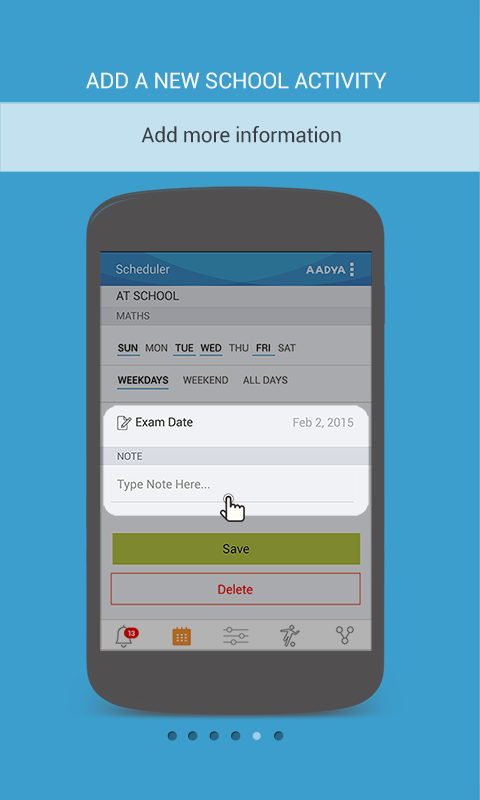 ADD A NEW SCHOOL ACTIVITY
Add more information
Scheduler AADYA
AT SCHOOL
MATHS
SUN MON TUE WED THU FRI SAT
WEEKDAYS WEEKEND ALL DAYS
Exam Date Feb 2, 2015
NOTE
Type Note Here...
Save
Delete
13